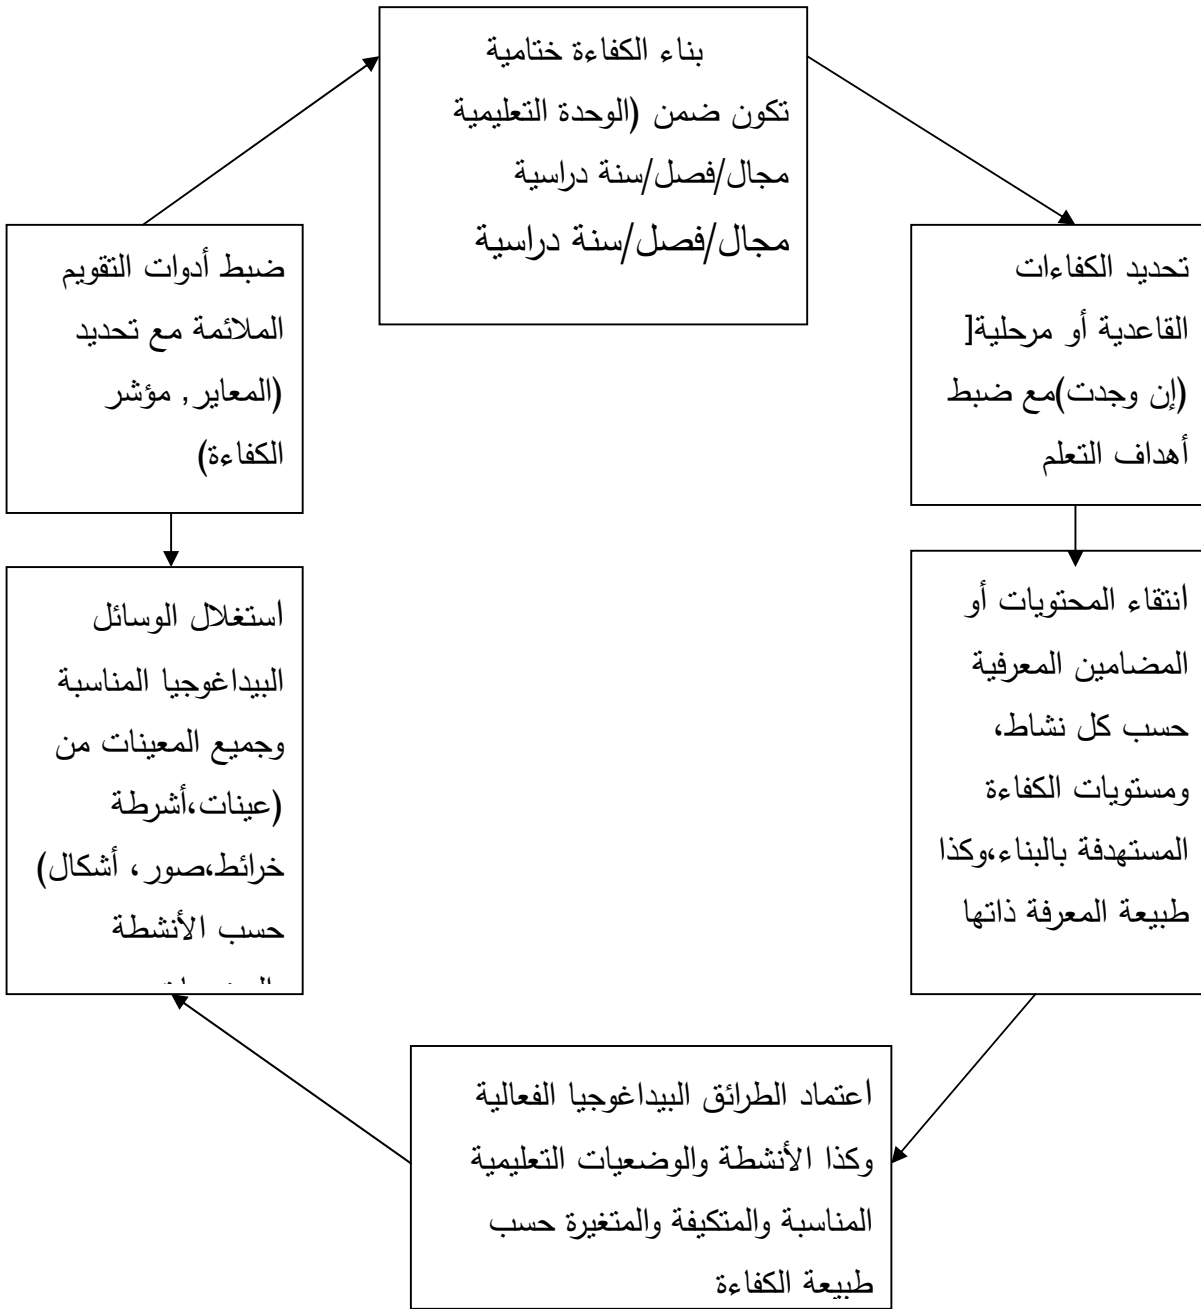 بناء الكفاءة ختامية
تكون ضمن (الوحدة التعليمية
مجال/فصل/سنة دراسية
مجال/فصل/سنة دراسية
تحديد الكفاءات
القاعدية أو مرحلية[
(إن وجدت)مع ضبط
أهداف التعلم
انتقاء المحتويات أو
المضامين المعرفية
حسب كل نشاط،
ومستويات الكفاءة
المستهدفة بالبناء،وكذا
طبيعة المعرفة ذاتها
اعتماد الطرائق البيداغوجيا الفعالية
وكذا الأنشطة والوضعيات التعليمية
المناسبة والمتكيفة والمتغيرة حسب
طبيعة الكفاءة
استغلال الوسائل
البيداغوجيا المناسبة
وجميع المعينات من
(عينات،أشرطة
خرائط،صور، أشكال)
حسب الأنشطة
ضبط أدوات التقويم
الملائمة مع تحديد
(المعاير, مؤشر
الكفاءة)